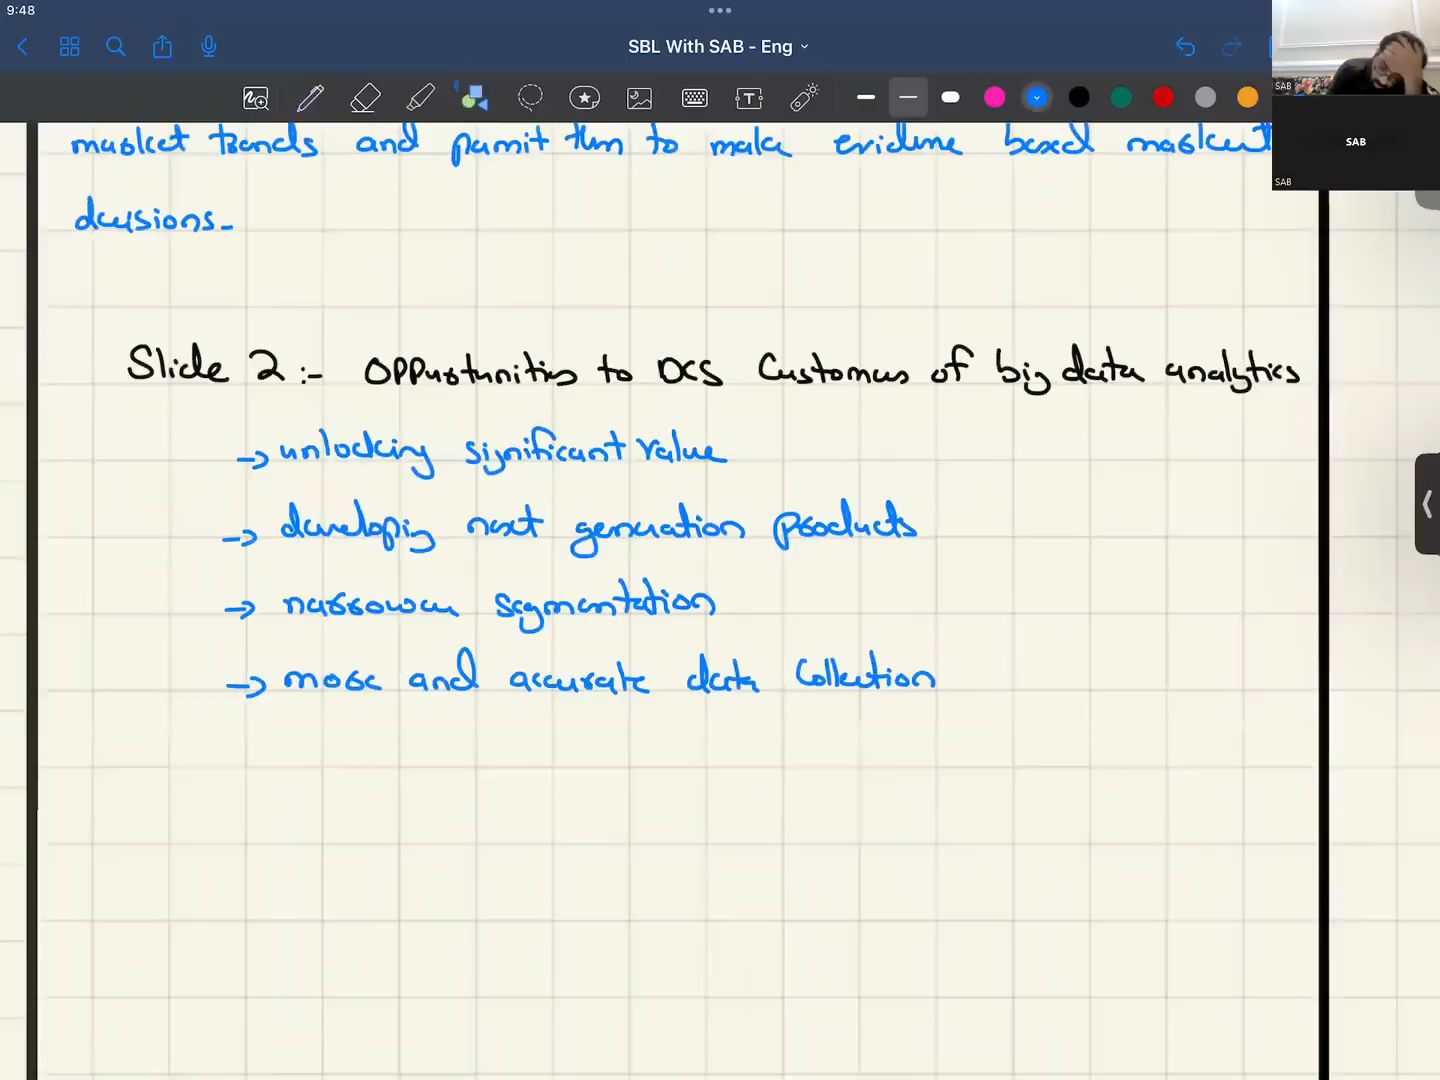 9:48
SBL With SAB - Eng
SAB
SAB
SAB
market trends and permit them to make evidence based market
decisions.
Slide 2 :- Oppurtunities to DCS Customers of big data analytics
→ unlocking significant value
→ developing next generation products
→ narrower segmentation
→ more and accurate data Collection